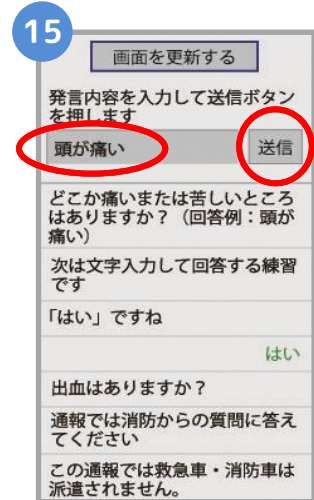 15
画面を更新する
発言内容を入力して送信ボタン
を押します
頭が痛い
送信
どこか痛いまたは苦しいところ
はありますか？（回答例：頭が
痛い）
次は文字入力して回答する練習
です
「はい」ですね
はい
出血はありますか？
通報では消防からの質問に答え
てください
この通報では救急車・消防車は
派遣されません。